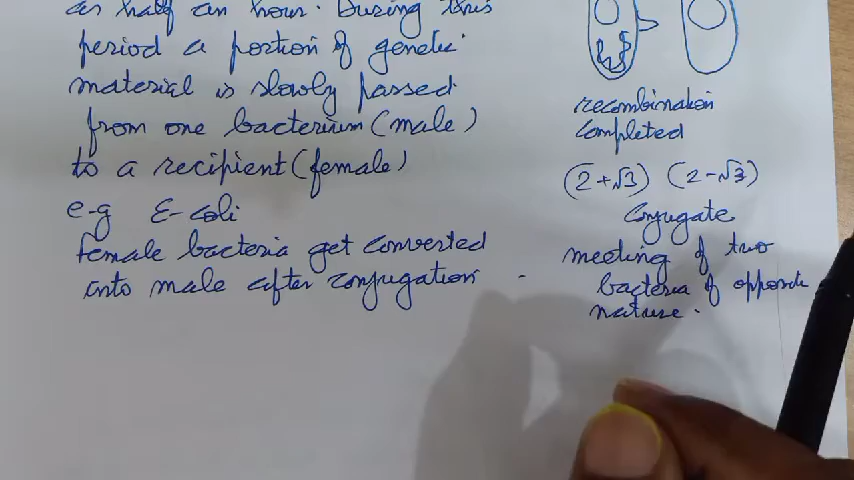 as half an hour. During this
period a portion of genetic
material is slowly passed
from one bacterium (male)
to a recipient (female)
e-g E-coli
female bacteria get converted
into male after conjugation
recombination
completed
(2+√3) (2-√3)
Conjugate
meeting of two
bacteria of opposite
nature.